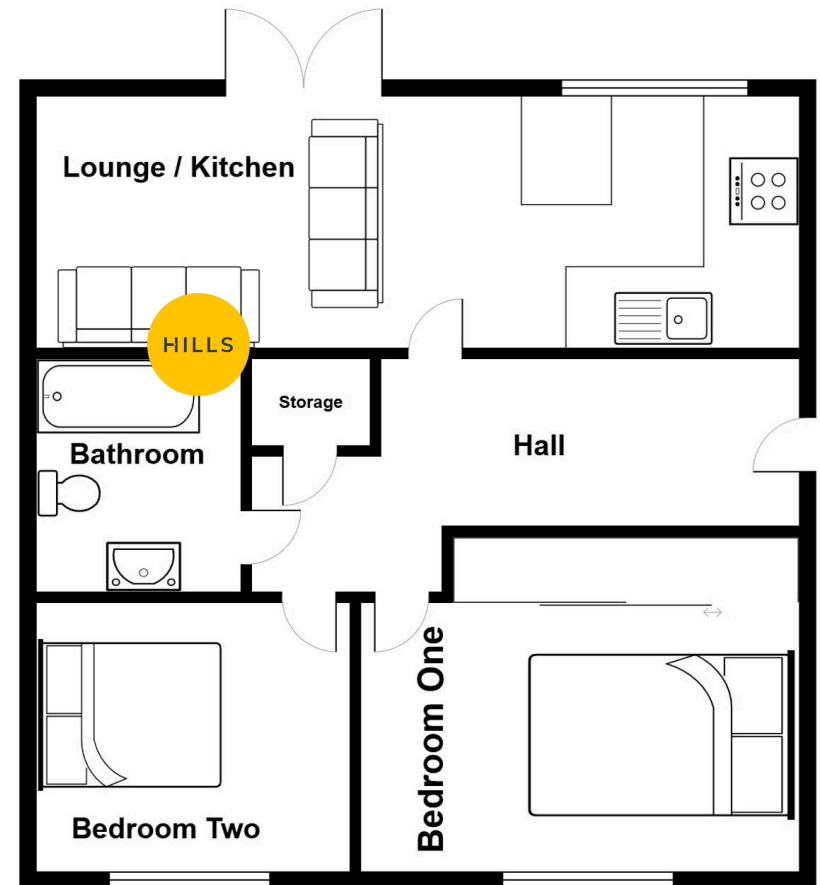 Lounge / Kitchen
HILLS
Storage
Hall
Bathroom
Bedroom One
Bedroom Two